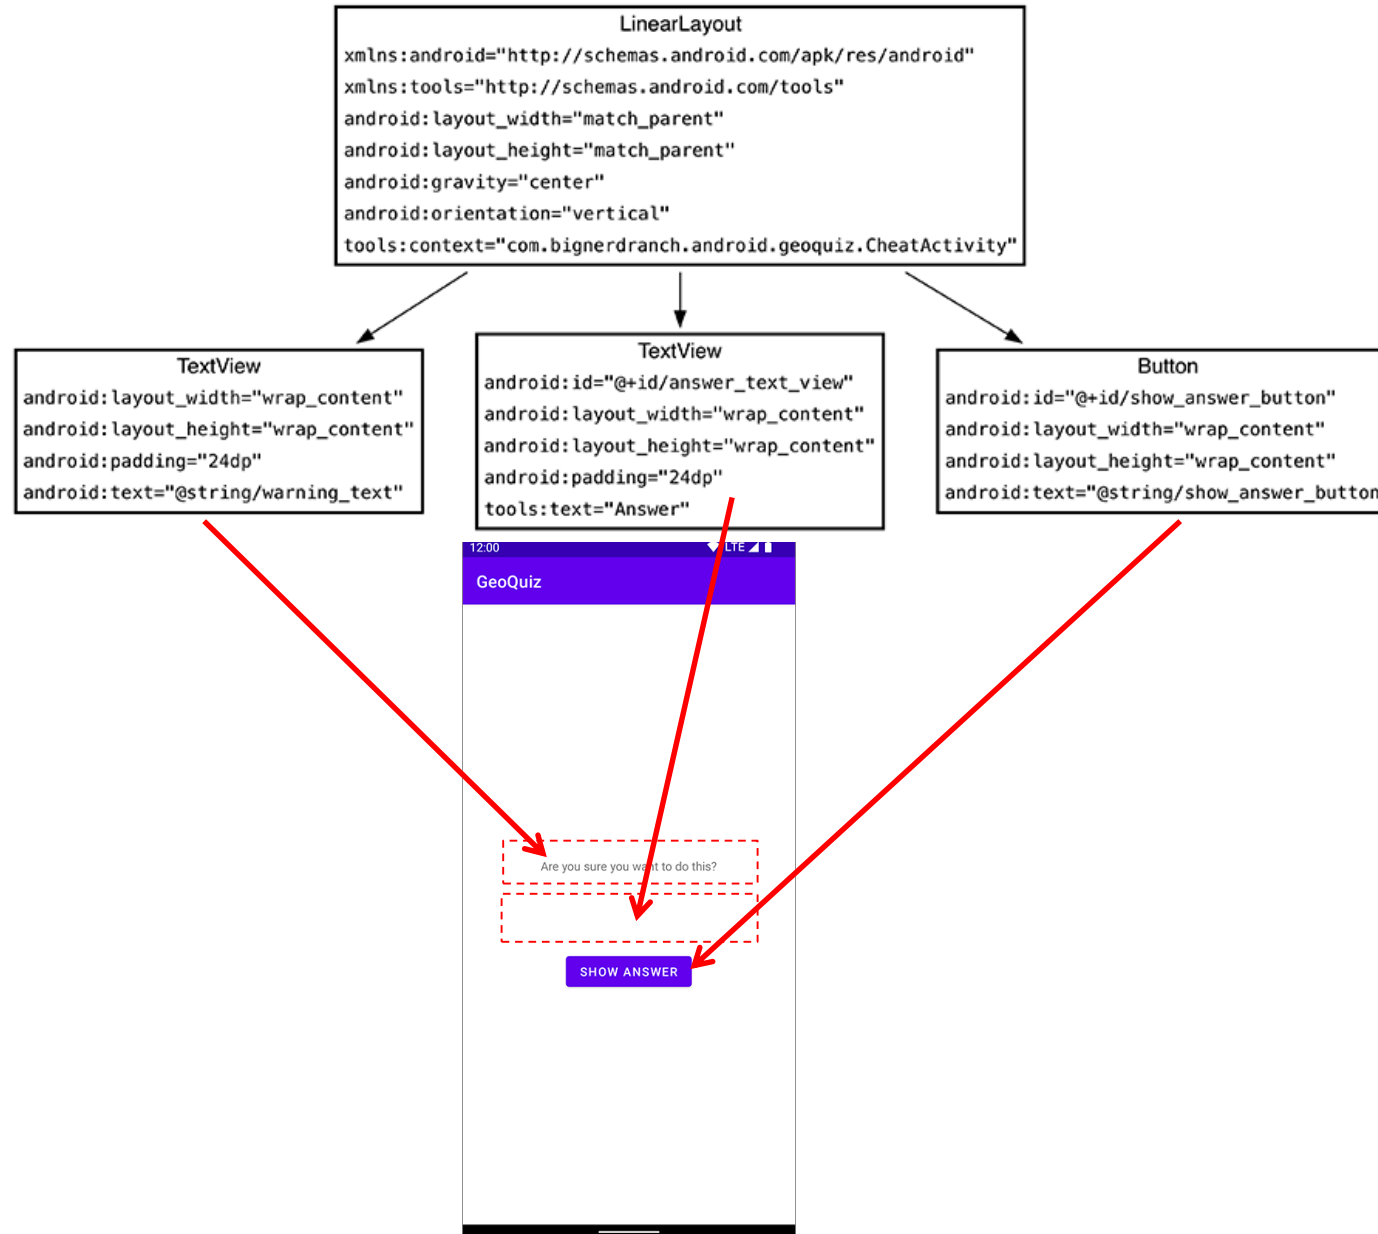 LinearLayout
xmlns:android="http://schemas.android.com/apk/res/android"
xmlns:tools="http://schemas.android.com/tools"
android:layout_width="match_parent"
android:layout_height="match_parent"
android:gravity="center"
android:orientation="vertical"
tools:context="com.bignerdranch.android.geoquiz.CheatActivity"
TextView
android:layout_width="wrap_content"
android:layout_height="wrap_content"
android:padding="24dp"
android:text="@string/warning_text"
TextView
android:id="@+id/answer_text_view"
android:layout_width="wrap_content"
android:layout_height="wrap_content"
android:padding="24dp"
tools:text="Answer"
Button
android:id="@+id/show_answer_button"
android:layout_width="wrap_content"
android:layout_height="wrap_content"
android:text="@string/show_answer_button
12:00 LTE
GeoQuiz
Are you sure you want to do this?
SHOW ANSWER